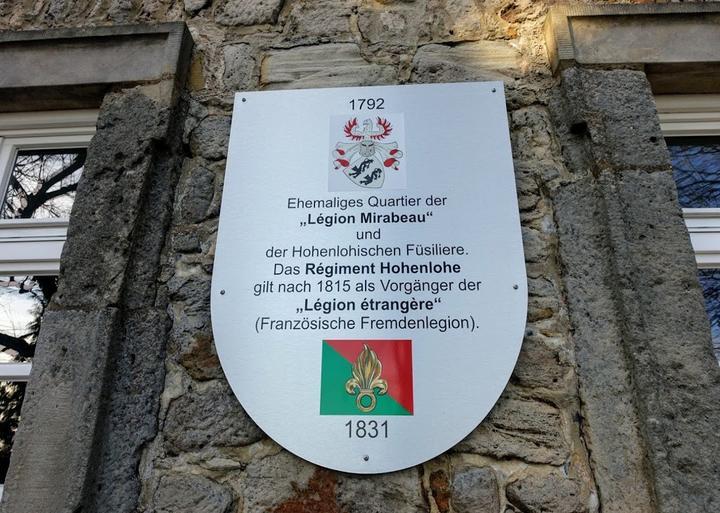 1792
Ehemaliges Quartier der
„Légion Mirabeau“
und
der Hohenlohischen Füsiliere.
Das Régiment Hohenlohe
gilt nach 1815 als Vorgänger der
„Légion étrangère“
(Französische Fremdenlegion).
1831